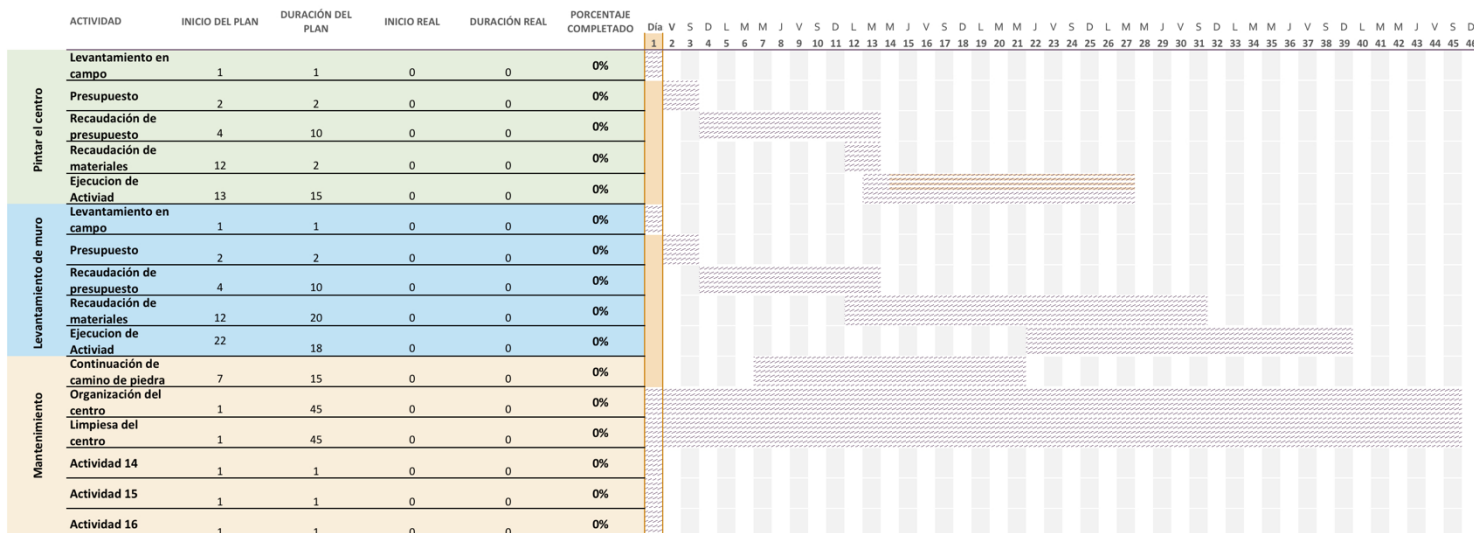 ACTIVIDAD INICIO DEL PLAN DURACIÓN DEL PLAN INICIO REAL DURACIÓN REAL PORCENTAJE COMPLETADO Día V S D L M M J V S D L M M J V S D L M M J V S D L M M J V S D L M M J V S D L M M J V S D
1 2 3 4 5 6 7 8 9 10 11 12 13 14 15 16 17 18 19 20 21 22 23 24 25 26 27 28 29 30 31 32 33 34 35 36 37 38 39 40 41 42 43 44 45 46
Pintar el centro
Levantamiento en campo 1 1 0 0 0%
Presupuesto 2 2 0 0 0%
Recaudación de presupuesto 4 10 0 0 0%
Recaudación de materiales 12 2 0 0 0%
Ejecucion de Activiad 13 15 0 0 0%
Levantamiento de muro
Levantamiento en campo 1 1 0 0 0%
Presupuesto 2 2 0 0 0%
Recaudación de presupuesto 4 10 0 0 0%
Recaudación de materiales 12 20 0 0 0%
Ejecucion de Activiad 22 18 0 0 0%
Mantenimiento
Continuación de camino de piedra 7 15 0 0 0%
Organización del centro 1 45 0 0 0%
Limpiesa del centro 1 45 0 0 0%
Actividad 14 1 1 0 0 0%
Actividad 15 1 1 0 0 0%
Actividad 16 1 1 0 0 0%